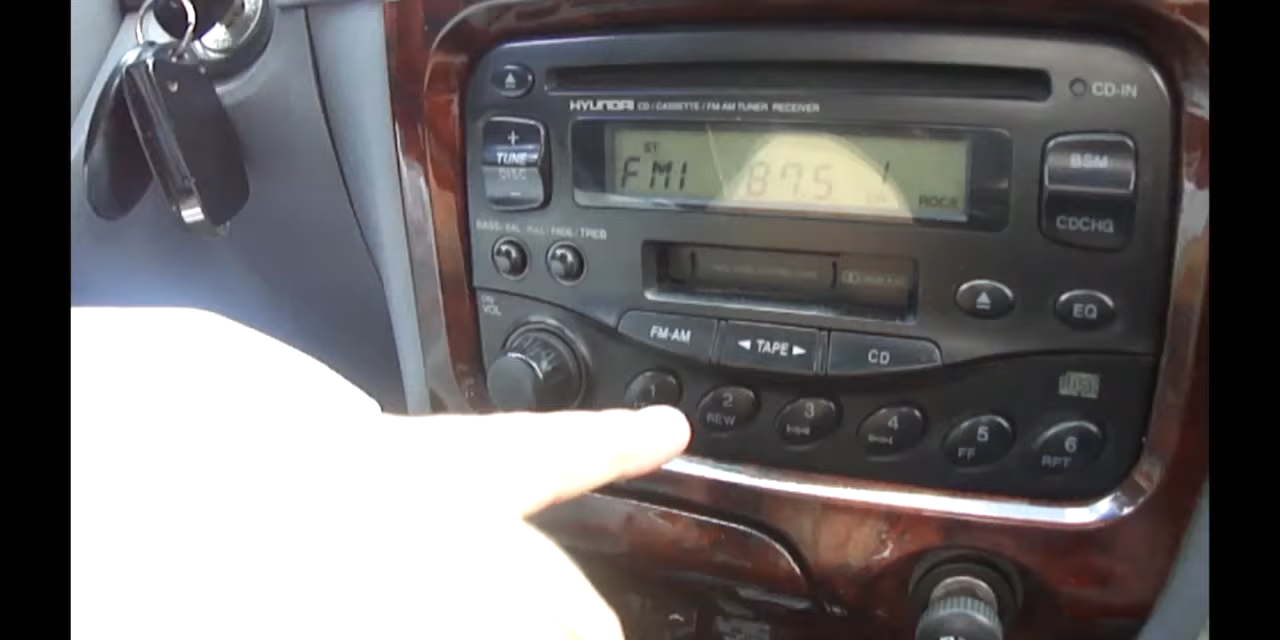 CD-IN
HYUNDAI CD / CASSETTE / FM·AM TUNER RECEIVER
+
TUNE
DISC
-
ST
FM1 87.5 1
ROCK
BSM
CDCHG
BASS / BAL FADE / TREB
ON
VOL
EQ
FM·AM
◄ TAPE ►
CD
1
2
REW
3
4
5
FF
6
RPT